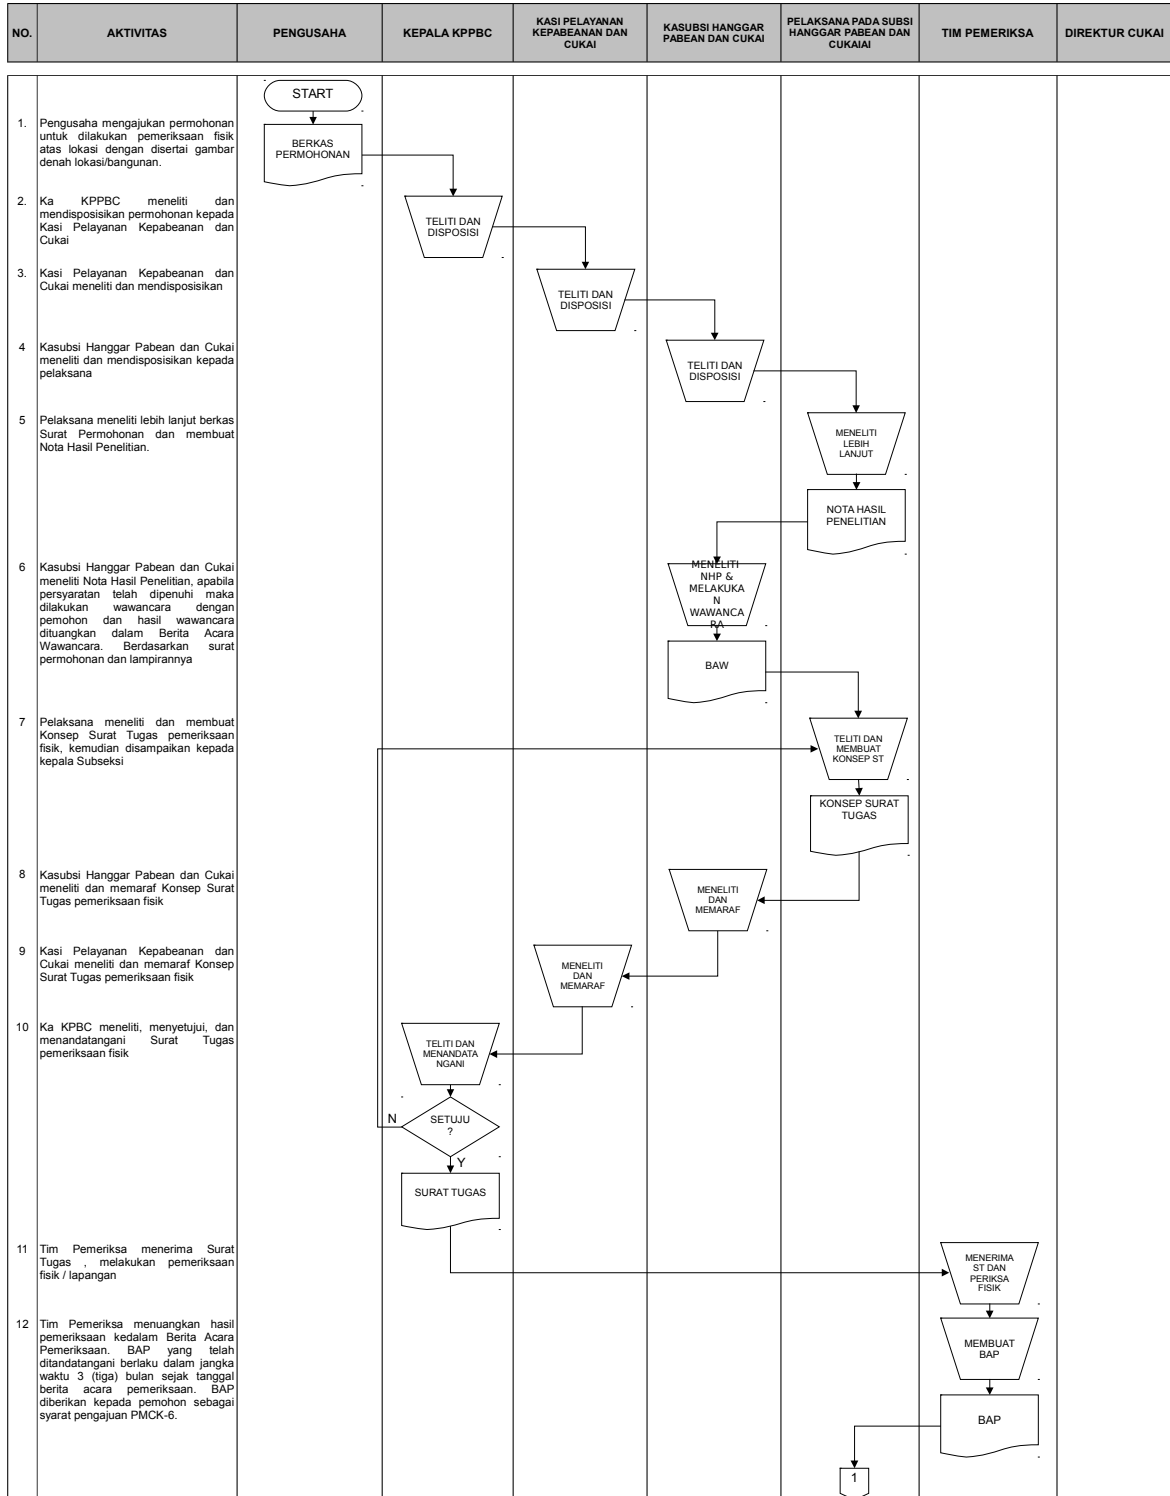 NO.
AKTIVITAS
PENGUSAHA
KEPALA KPPBC
KASI PELAYANAN
KEPABEANAN DAN
CUKAI
KASUBSI HANGGAR
PABEAN DAN CUKAI
PELAKSANA PADA SUBSI
HANGGAR PABEAN DAN
CUKAIAI
TIM PEMERIKSA
DIREKTUR CUKAI
START
1. Pengusaha mengajukan permohonan
untuk dilakukan pemeriksaan fisik
atas lokasi dengan disertai gambar
denah lokasi/bangunan.
BERKAS
PERMOHONAN
2. Ka KPPBC meneliti dan
mendisposisikan permohonan kepada
Kasi Pelayanan Kepabeanan dan
Cukai
TELITI DAN
DISPOSISI
3. Kasi Pelayanan Kepabeanan dan
Cukai meneliti dan mendisposisikan
TELITI DAN
DISPOSISI
4 Kasubsi Hanggar Pabean dan Cukai
meneliti dan mendisposisikan kepada
pelaksana
TELITI DAN
DISPOSISI
5 Pelaksana meneliti lebih lanjut berkas
Surat Permohonan dan membuat
Nota Hasil Penelitian.
MENELITI
LEBIH
LANJUT
NOTA HASIL
PENELITIAN
6 Kasubsi Hanggar Pabean dan Cukai
meneliti Nota Hasil Penelitian, apabila
persyaratan telah dipenuhi maka
dilakukan wawancara dengan
pemohon dan hasil wawancara
dituangkan dalam Berita Acara
Wawancara. Berdasarkan surat
permohonan dan lampirannya
MENELITI
NHP &
MELAKUKA
N
WAWANCA
RA
BAW
7 Pelaksana meneliti dan membuat
Konsep Surat Tugas pemeriksaan
fisik, kemudian disampaikan kepada
kepala Subseksi
TELITI DAN
MEMBUAT
KONSEP ST
KONSEP SURAT
TUGAS
8 Kasubsi Hanggar Pabean dan Cukai
meneliti dan memaraf Konsep Surat
Tugas pemeriksaan fisik
MENELITI
DAN
MEMARAF
9 Kasi Pelayanan Kepabeanan dan
Cukai meneliti dan memaraf Konsep
Surat Tugas pemeriksaan fisik
MENELITI
DAN
MEMARAF
10 Ka KPBC meneliti, menyetujui, dan
menandatangani Surat Tugas
pemeriksaan fisik
TELITI DAN
MENANDATA
NGANI
N
SETUJU
?
Y
SURAT TUGAS
11 Tim Pemeriksa menerima Surat
Tugas , melakukan pemeriksaan
fisik / lapangan
MENERIMA
ST DAN
PERIKSA
FISIK
12 Tim Pemeriksa menuangkan hasil
pemeriksaan kedalam Berita Acara
Pemeriksaan. BAP yang telah
ditandatangani berlaku dalam jangka
waktu 3 (tiga) bulan sejak tanggal
berita acara pemeriksaan. BAP
diberikan kepada pemohon sebagai
syarat pengajuan PMCK-6.
MEMBUAT
BAP
BAP
1